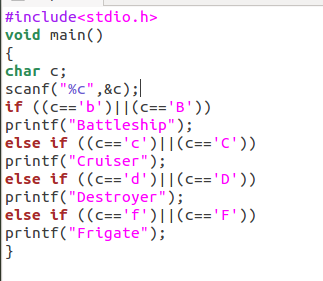 #include<stdio.h>
void main()
{
char c;
scanf("%c",&c);
if ((c=='b')||(c=='B'))
printf("Battleship");
else if ((c=='c')||(c=='C'))
printf("Cruiser");
else if ((c=='d')||(c=='D'))
printf("Destroyer");
else if ((c=='f')||(c=='F'))
printf("Frigate");
}